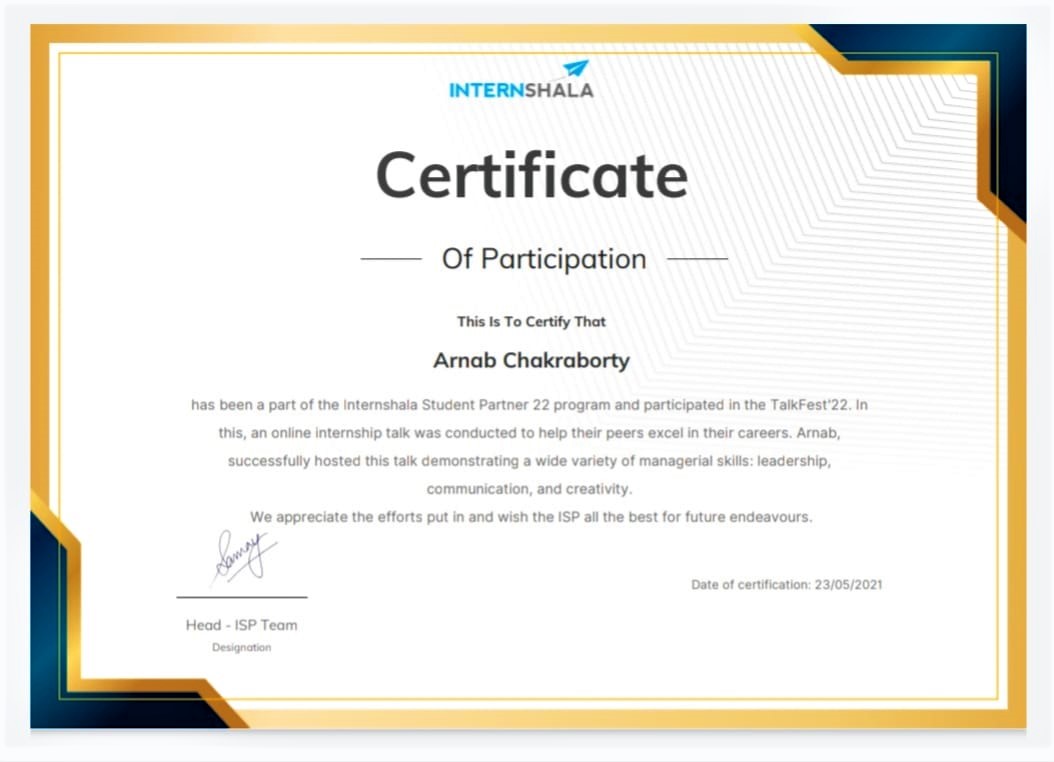 INTERNSHALA
Certificate
Of Participation
This Is To Certify That
Arnab Chakraborty
has been a part of the Internshala Student Partner 22 program and participated in the TalkFest'22. In
this, an online internship talk was conducted to help their peers excel in their careers. Arnab,
successfully hosted this talk demonstrating a wide variety of managerial skills: leadership,
communication, and creativity.
We appreciate the efforts put in and wish the ISP all the best for future endeavours.
Samay
Date of certification: 23/05/2021
Head - ISP Team
Designation